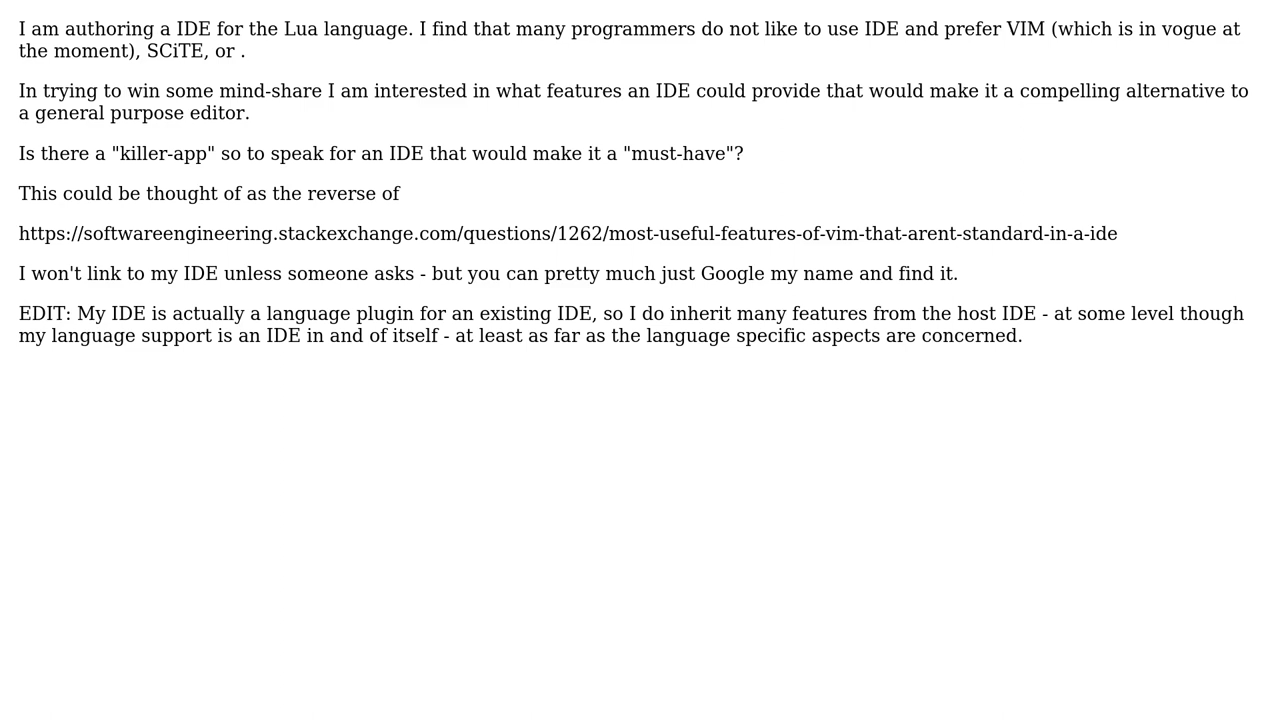 I am authoring a IDE for the Lua language. I find that many programmers do not like to use IDE and prefer VIM (which is in vogue at
the moment), SCiTE, or .
In trying to win some mind-share I am interested in what features an IDE could provide that would make it a compelling alternative to
a general purpose editor.
Is there a "killer-app" so to speak for an IDE that would make it a "must-have"?
This could be thought of as the reverse of
https://softwareengineering.stackexchange.com/questions/1262/most-useful-features-of-vim-that-arent-standard-in-a-ide
I won't link to my IDE unless someone asks - but you can pretty much just Google my name and find it.
EDIT: My IDE is actually a language plugin for an existing IDE, so I do inherit many features from the host IDE - at some level though
my language support is an IDE in and of itself - at least as far as the language specific aspects are concerned.